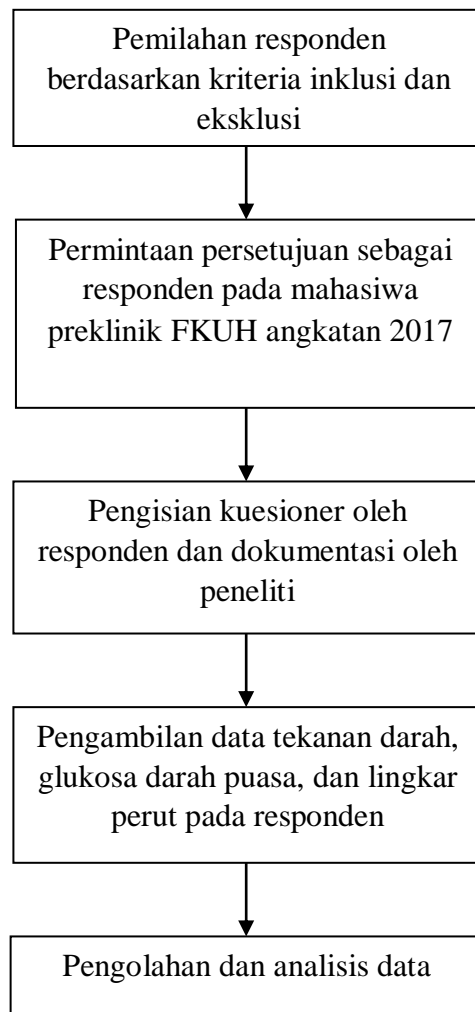 Pemilahan responden
berdasarkan kriteria inklusi dan
eksklusi
Permintaan persetujuan sebagai
responden pada mahasiwa
preklinik FKUH angkatan 2017
Pengisian kuesioner oleh
responden dan dokumentasi oleh
peneliti
Pengambilan data tekanan darah,
glukosa darah puasa, dan lingkar
perut pada responden
Pengolahan dan analisis data